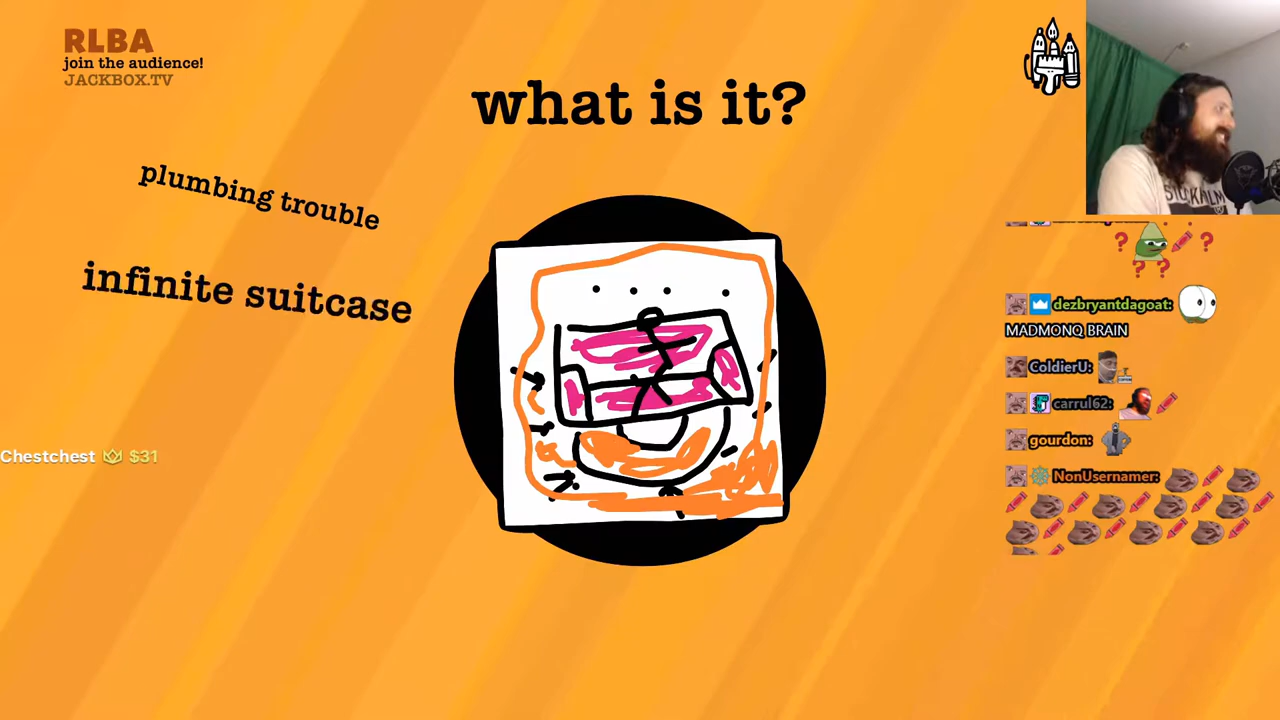 RLBA
join the audience!
JACKBOX.TV
what is it?
plumbing trouble
infinite suitcase
Chestchest $31
STOCKHOLM
dezbryantdagoat:
MADMONQ BRAIN
ColdierU:
carrul62:
gourdon:
NonUsernamer: